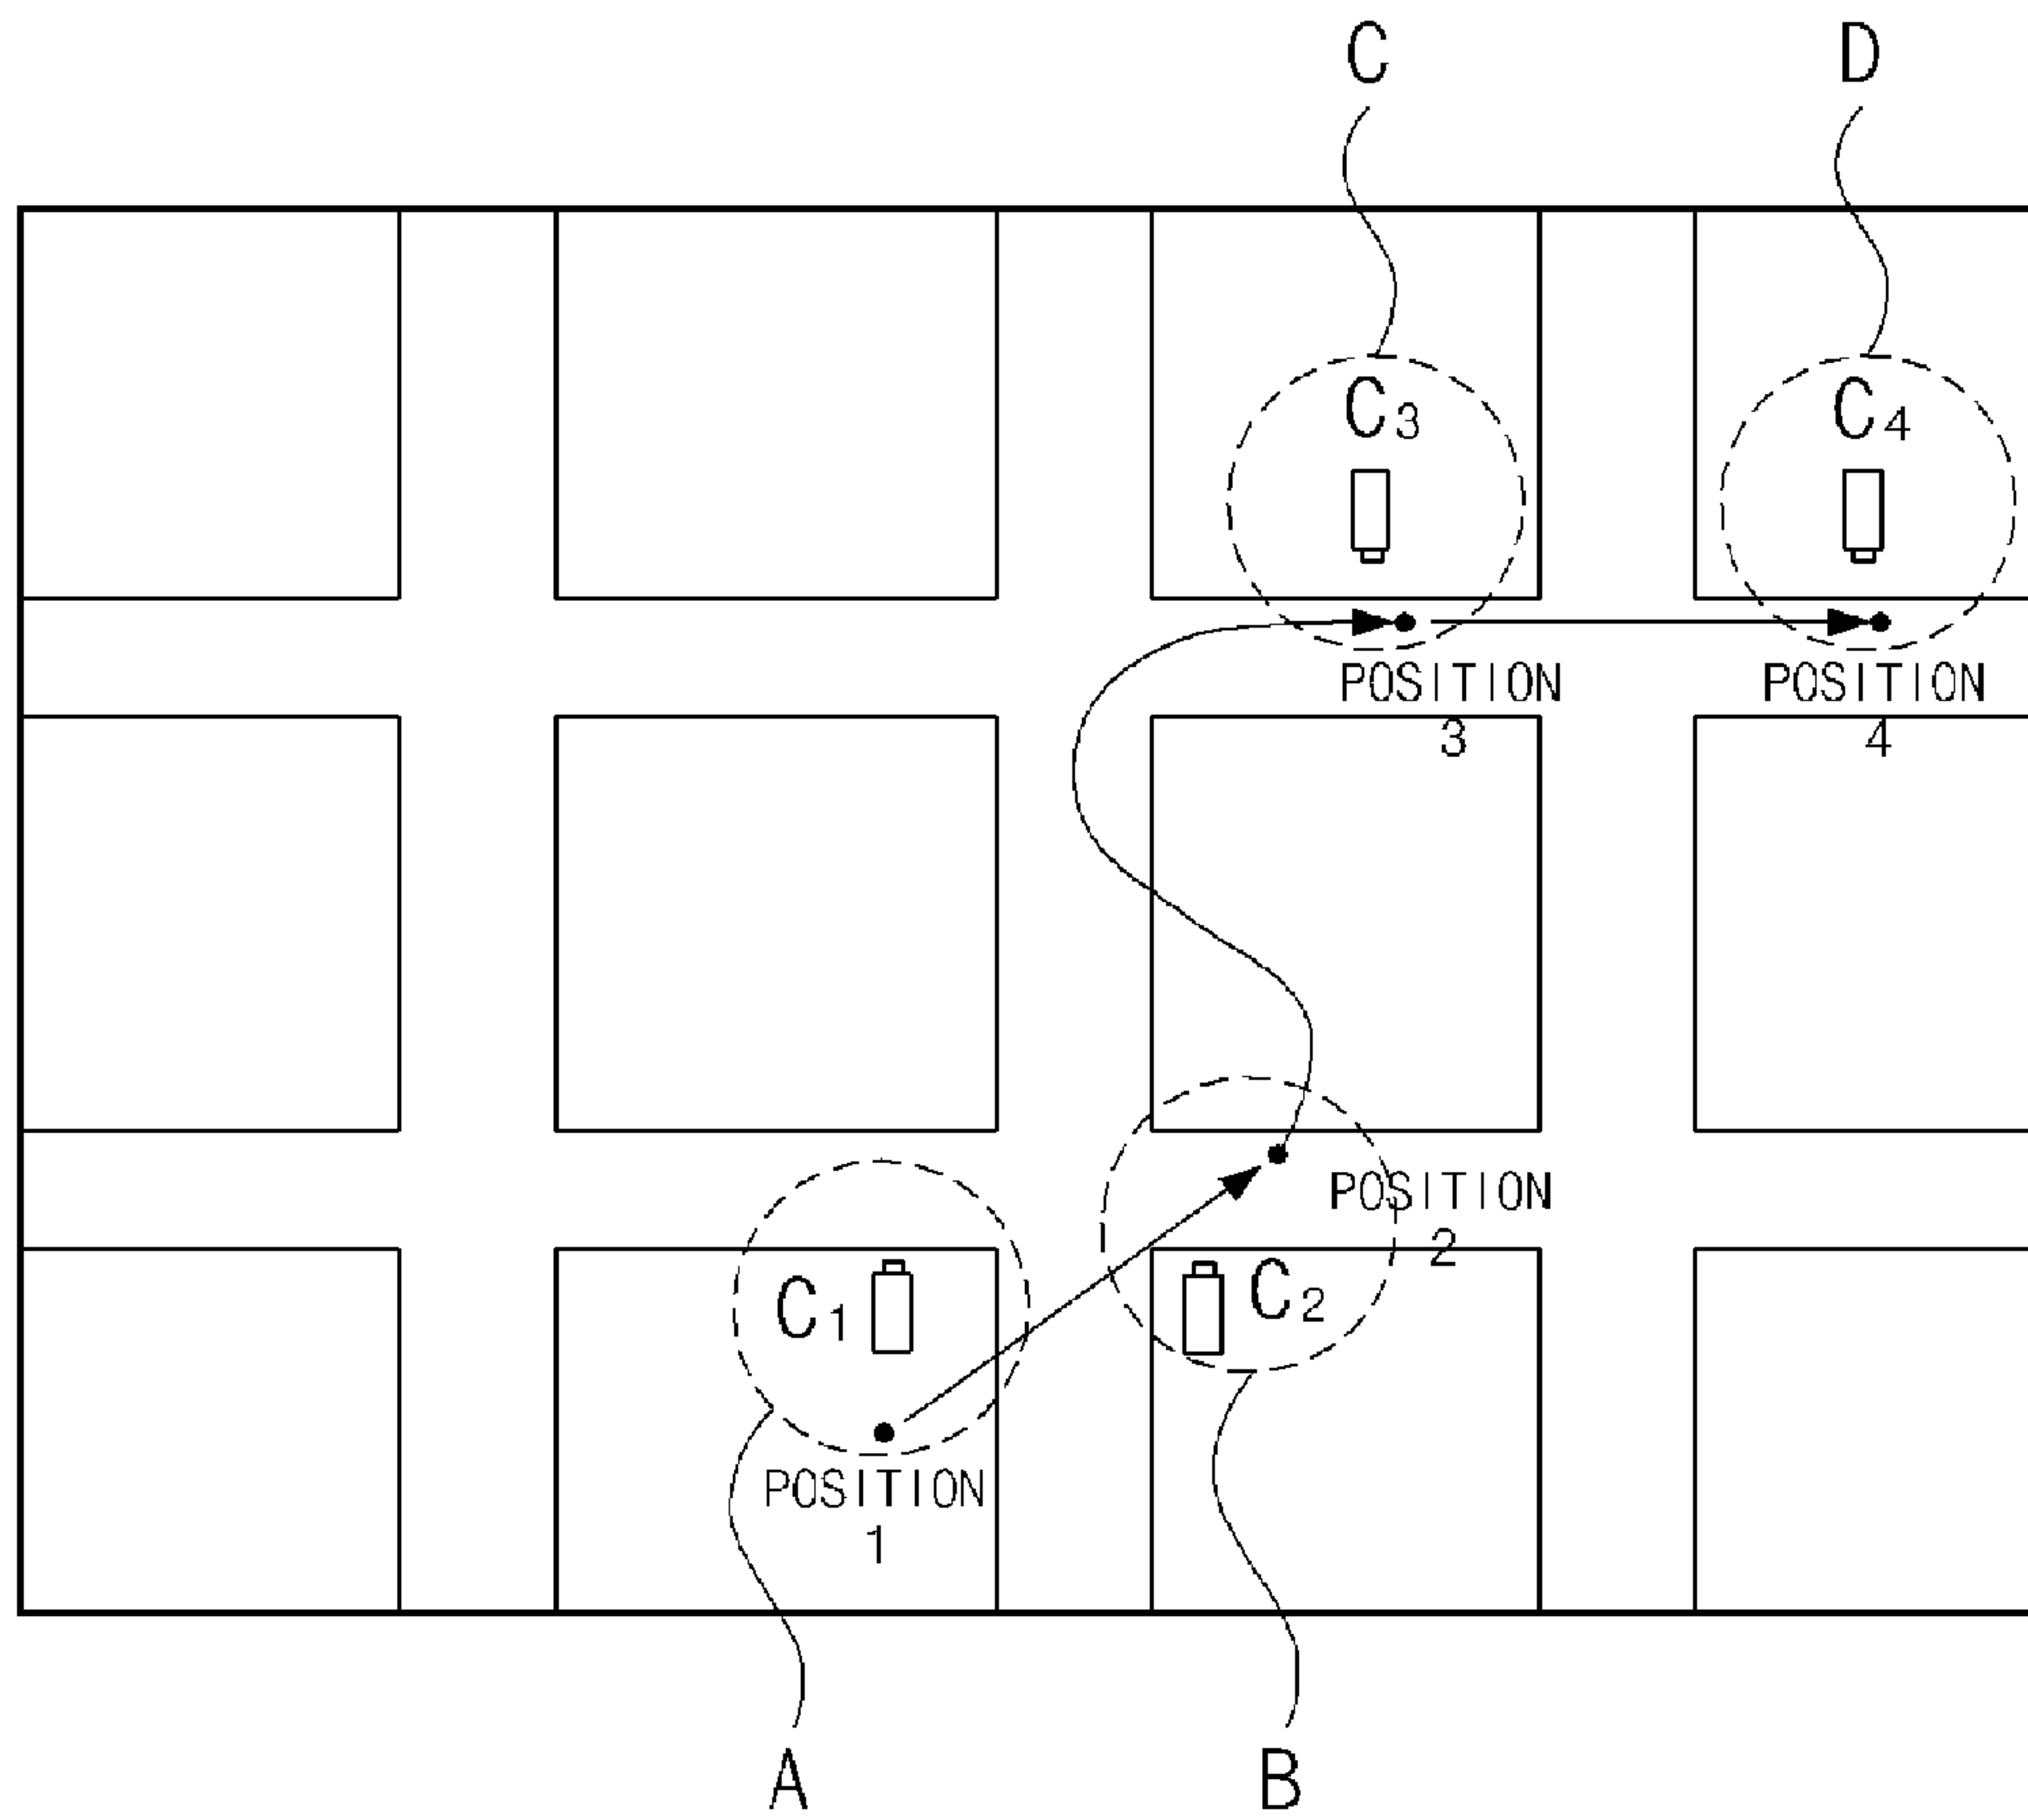 C D
C3 C4
POSITION POSITION
3 4
POSITION
2
C1 C2
POSITION
1
A B